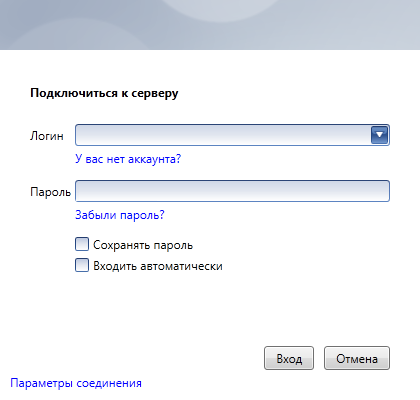 Подключиться к серверу
Логин
У вас нет аккаунта?
Пароль
Забыли пароль?
Сохранять пароль
Входить автоматически
Вход Отмена
Параметры соединения